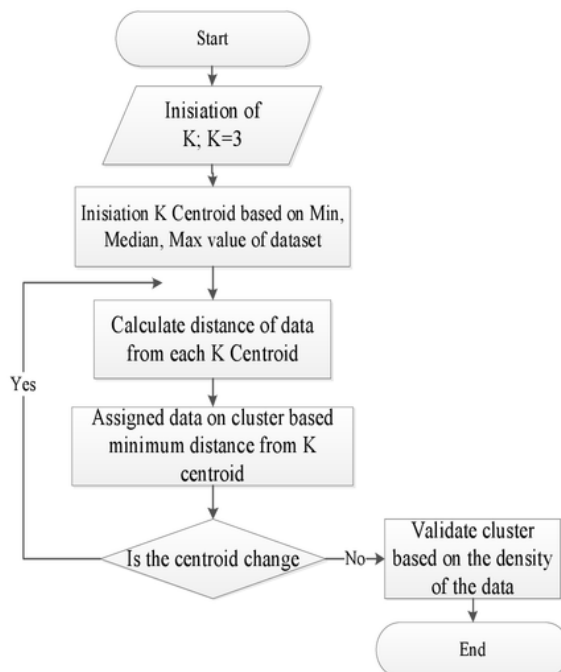 Start
Inisiation of
K; K=3
Inisiation K Centroid based on Min,
Median, Max value of dataset
Calculate distance of data
from each K Centroid
Yes
Assigned data on cluster based
minimum distance from K
centroid
Is the centroid change
No
Validate cluster
based on the density
of the data
End